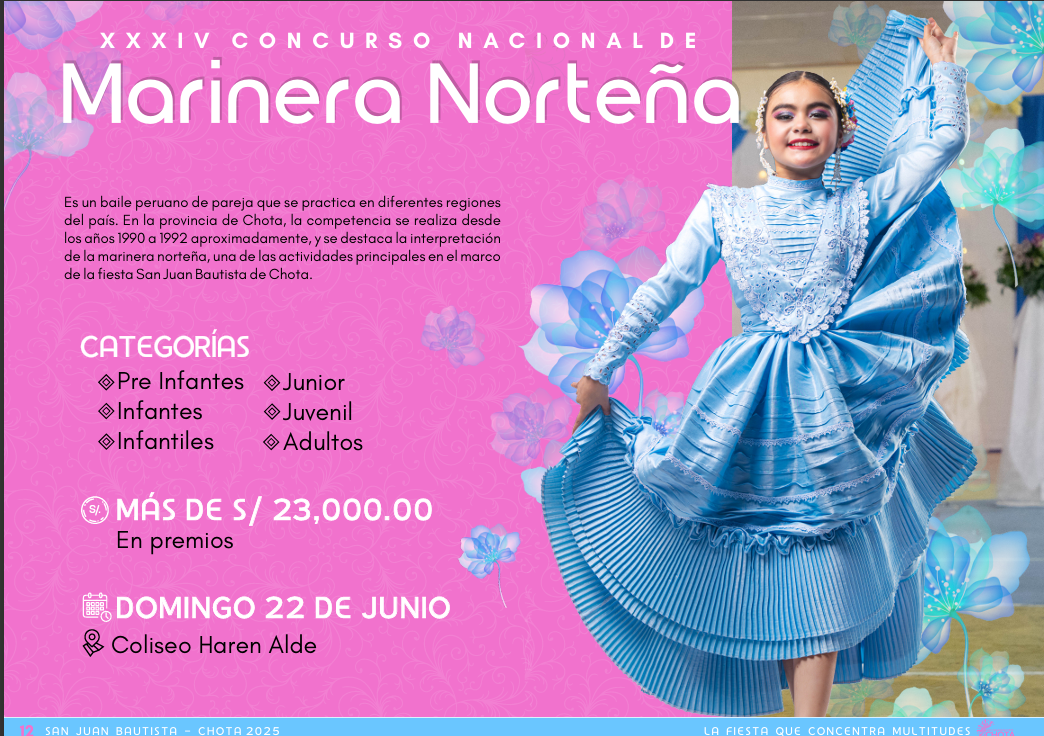 XXXIV CONCURSO NACIONAL DE
Marinera Norteña
Es un baile peruano de pareja que se practica en diferentes regiones
del país. En la provincia de Chota, la competencia se realiza desde
los años 1990 a 1992 aproximadamente, y se destaca la interpretación
de la marinera norteña, una de las actividades principales en el marco
de la fiesta San Juan Bautista de Chota.
CATEGORÍAS
Pre Infantes
Infantes
Infantiles
Junior
Juvenil
Adultos
S/.
MÁS DE S/ 23,000.00
En premios
DOMINGO 22 DE JUNIO
Coliseo Haren Alde
12 SAN JUAN BAUTISTA - CHOTA 2025
LA FIESTA QUE CONCENTRA MULTITUDES